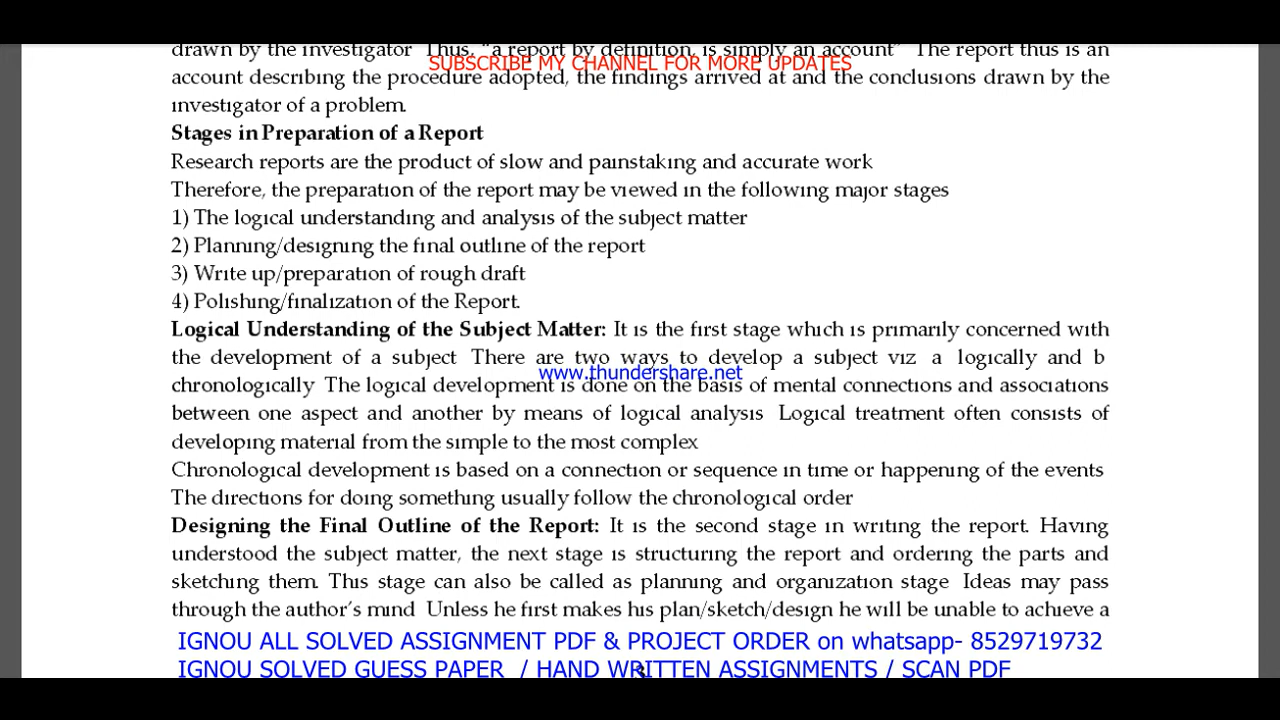 drawn by the investigator Thus, “a report by definition, is simply an account” The report thus is an
SUBSCRIBE MY CHANNEL FOR MORE UPDATES
account describing the procedure adopted, the findings arrived at and the conclusions drawn by the
investigator of a problem.
Stages in Preparation of a Report
Research reports are the product of slow and painstaking and accurate work
Therefore, the preparation of the report may be viewed in the following major stages
1) The logical understanding and analysis of the subject matter
2) Planning/designing the final outline of the report
3) Write up/preparation of rough draft
4) Polishing/finalization of the Report.
Logical Understanding of the Subject Matter: It is the first stage which is primarily concerned with
the development of a subject There are two ways to develop a subject viz a logically and b
www.thundershare.net
chronologically The logical development is done on the basis of mental connections and associations
between one aspect and another by means of logical analysis Logical treatment often consists of
developing material from the simple to the most complex
Chronological development is based on a connection or sequence in time or happening of the events
The directions for doing something usually follow the chronological order
Designing the Final Outline of the Report: It is the second stage in writing the report. Having
understood the subject matter, the next stage is structuring the report and ordering the parts and
sketching them. This stage can also be called as planning and organization stage Ideas may pass
through the author’s mind Unless he first makes his plan/sketch/design he will be unable to achieve a
IGNOU ALL SOLVED ASSIGNMENT PDF & PROJECT ORDER on whatsapp- 8529719732
IGNOU SOLVED GUESS PAPER / HAND WRITTEN ASSIGNMENTS / SCAN PDF
3